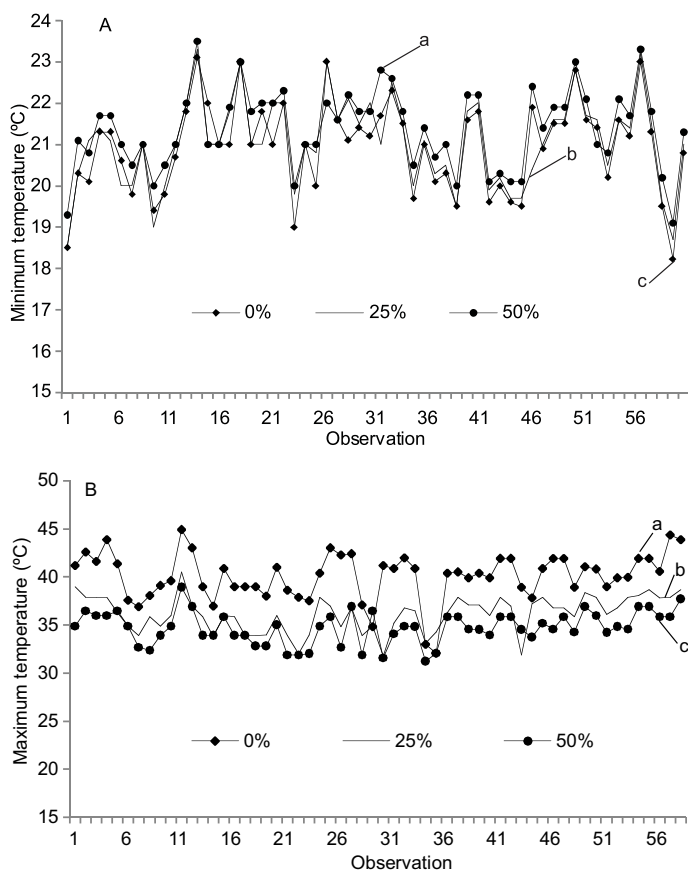 A
Minimum temperature (ºC)
24
23
22
21
20
19
18
17
16
15
a
b
c
0% 25% 50%
1 6 11 16 21 26 31 36 41 46 51 56
Observation
B
Maximum temperature (ºC)
50
45
40
35
30
25
20
15
a
b
c
0% 25% 50%
1 6 11 16 21 26 31 36 41 46 51 56
Observation